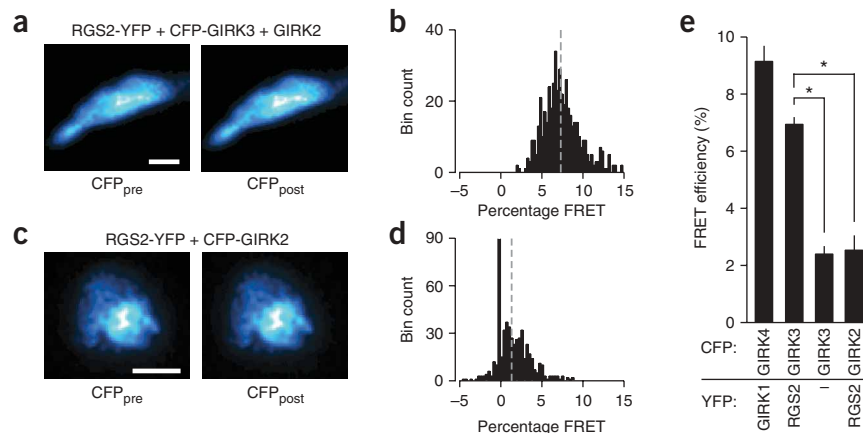 a
RGS2-YFP + CFP-GIRK3 + GIRK2
CFPpre
CFPpost
b
40
20
0
Bin count
–5 0 5 10 15
Percentage FRET
c
RGS2-YFP + CFP-GIRK2
CFPpre
CFPpost
d
90
60
30
0
Bin count
–5 0 5 10 15
Percentage FRET
e
10
8
6
4
2
0
FRET efficiency (%)
*
*
CFP: GIRK4 GIRK3 GIRK3 GIRK2
YFP: GIRK1 RGS2 – RGS2